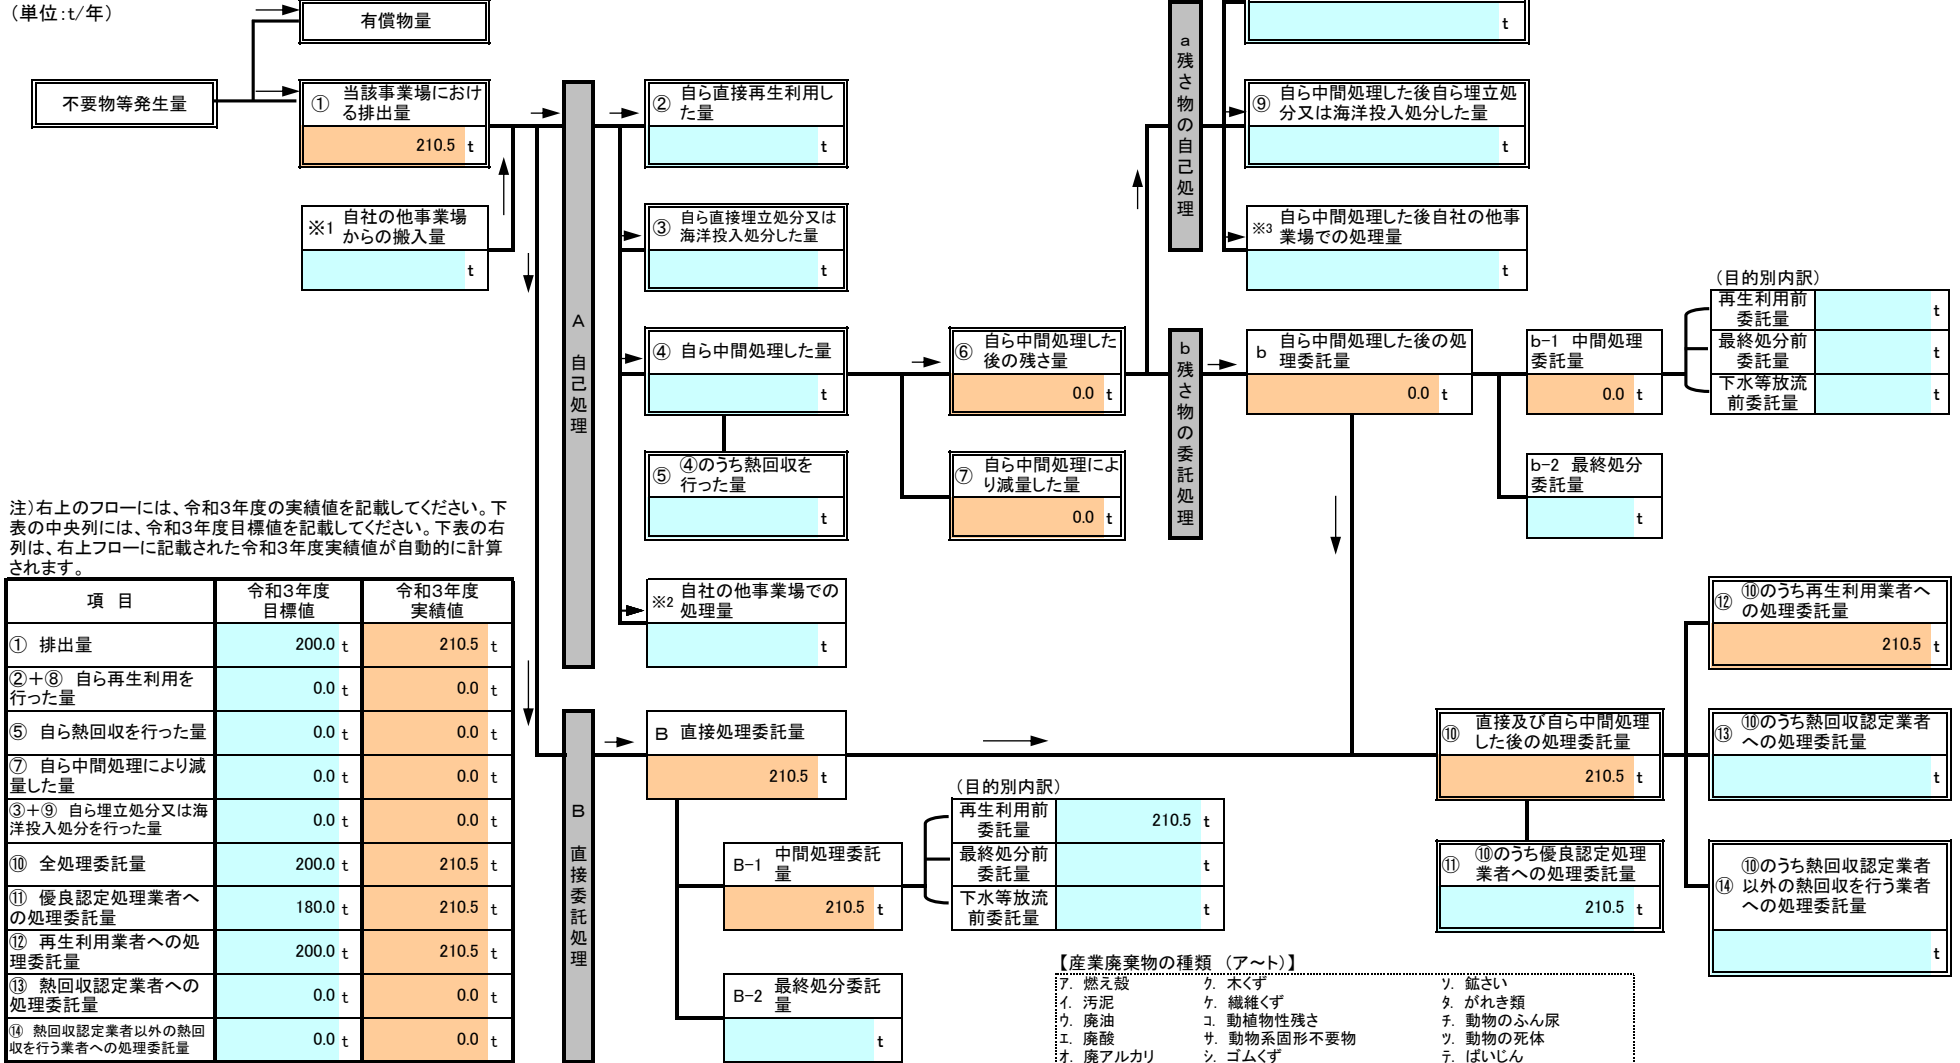 (単位:t/年)
有償物量
不要物等発生量
① 当該事業場におけ
る排出量
210.5 t
※1 自社の他事業場
からの搬入量
t
A 自己処理
② 自ら直接再生利用し
た量
t
③ 自ら直接埋立処分又は
海洋投入処分した量
t
④ 自ら中間処理した量
t
⑤ ④のうち熱回収を
行った量
t
※2 自社の他事業場での
処理量
t
⑥ 自ら中間処理した
後の残さ量
0.0 t
⑦ 自ら中間処理によ
り減量した量
0.0 t
a 残さ物の自己処理
t
⑨ 自ら中間処理した後自ら埋立処
分又は海洋投入処分した量
t
※3 自ら中間処理した後自社の他事
業場での処理量
t
b 残さ物の委託処理
b 自ら中間処理した後の処
理委託量
0.0 t
b-1 中間処理
委託量
0.0 t
(目的別内訳)
再生利用前
委託量 t
最終処分前
委託量 t
下水等放流
前委託量 t
b-2 最終処分
委託量
t
注)右上のフローには、令和3年度の実績値を記載してください。下
表の中央列には、令和3年度目標値を記載してください。下表の右
列は、右上フローに記載された令和3年度実績値が自動的に計算
されます。
項 目 令和3年度 目標値 令和3年度 実績値
① 排出量 200.0 t 210.5 t
②+⑧ 自ら再生利用を
行った量 0.0 t 0.0 t
⑤ 自ら熱回収を行った量 0.0 t 0.0 t
⑦ 自ら中間処理により減
量した量 0.0 t 0.0 t
③+⑨ 自ら埋立処分又は海
洋投入処分を行った量 0.0 t 0.0 t
⑩ 全処理委託量 200.0 t 210.5 t
⑪ 優良認定処理業者へ
の処理委託量 180.0 t 210.5 t
⑫ 再生利用業者への処
理委託量 200.0 t 210.5 t
⑬ 熱回収認定業者への
処理委託量 0.0 t 0.0 t
⑭ 熱回収認定業者以外の熱回
収を行う業者への処理委託量 0.0 t 0.0 t
B 直接委託処理
B 直接処理委託量
210.5 t
B-1 中間処理委託
量
210.5 t
(目的別内訳)
再生利用前
委託量 210.5 t
最終処分前
委託量 t
下水等放流
前委託量 t
B-2 最終処分委託
量
t
⑩ 直接及び自ら中間処理
した後の処理委託量
210.5 t
⑪ ⑩のうち優良認定処理
業者への処理委託量
210.5 t
⑫ ⑩のうち再生利用業者へ
の処理委託量
210.5 t
⑬ ⑩のうち熱回収認定業者
への処理委託量
t
⑭ ⑩のうち熱回収認定業者
以外の熱回収を行う業者
への処理委託量
t
【産業廃棄物の種類 (ア~ト)】
ア. 燃え殻 ク. 木くず ソ. 鉱さい
イ. 汚泥 ケ. 繊維くず タ. がれき類
ウ. 廃油 コ. 動植物性残さ チ. 動物のふん尿
エ. 廃酸 サ. 動物系固形不要物 ツ. 動物の死体
オ. 廃アルカリ シ. ゴムくず テ. ばいじん